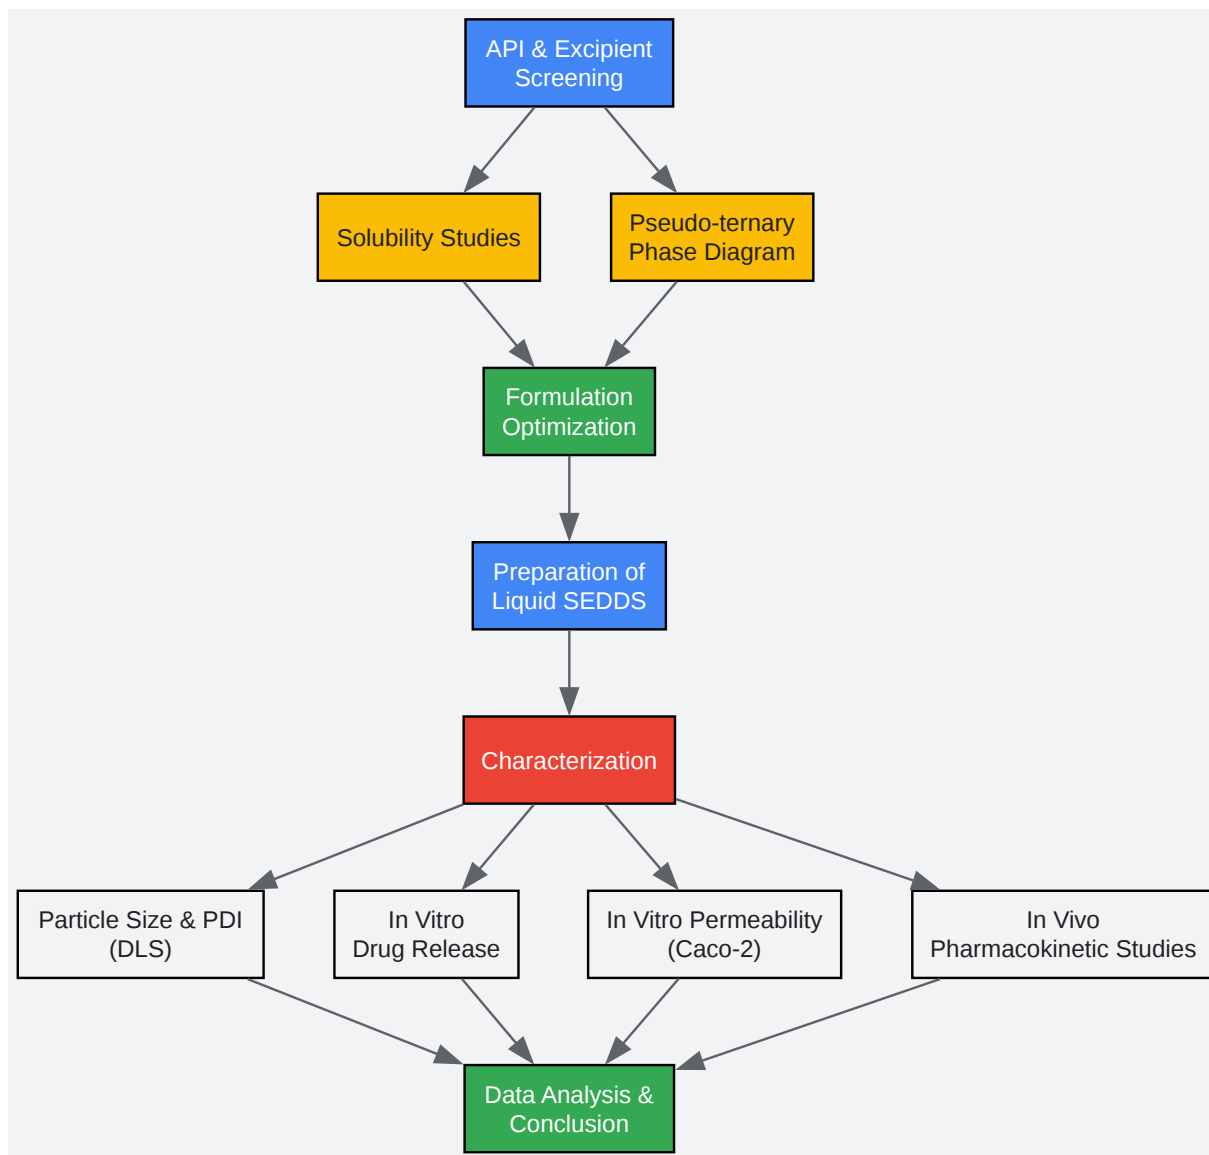 API & Excipient
Screening
Solubility Studies
Pseudo-ternary
Phase Diagram
Formulation
Optimization
Preparation of
Liquid SEDDS
Characterization
Particle Size & PDI
(DLS)
In Vitro
Drug Release
In Vitro Permeability
(Caco-2)
In Vivo
Pharmacokinetic Studies
Data Analysis &
Conclusion